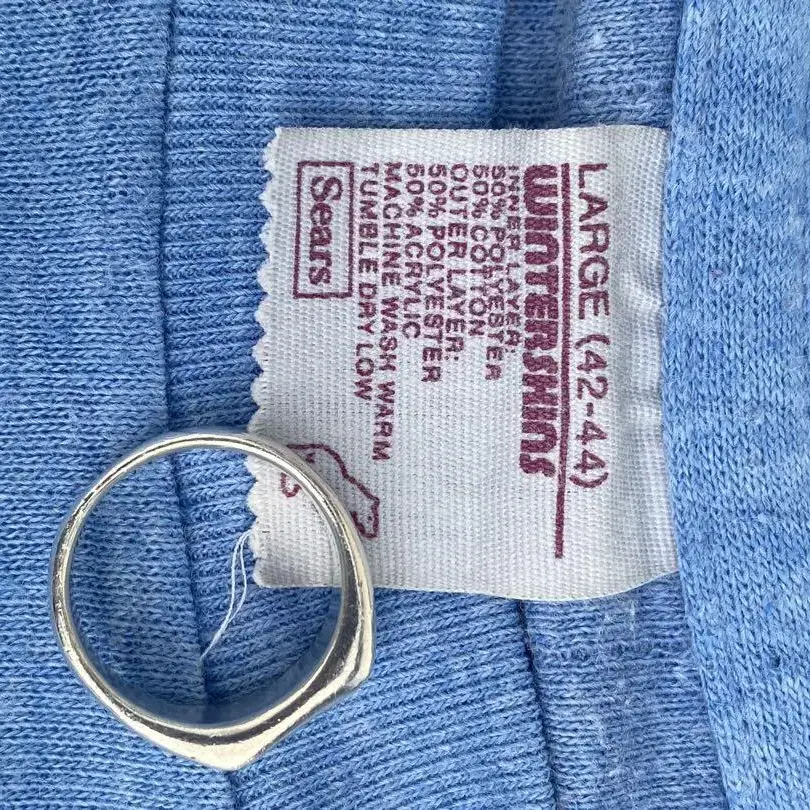 LARGE (42-44)
WINTERSKINS
INNER LAYER:
50% POLYESTER
50% COTTON
OUTER LAYER:
50% POLYESTER
50% ACRYLIC
MACHINE WASH WARM
TUMBLE DRY LOW
Sears